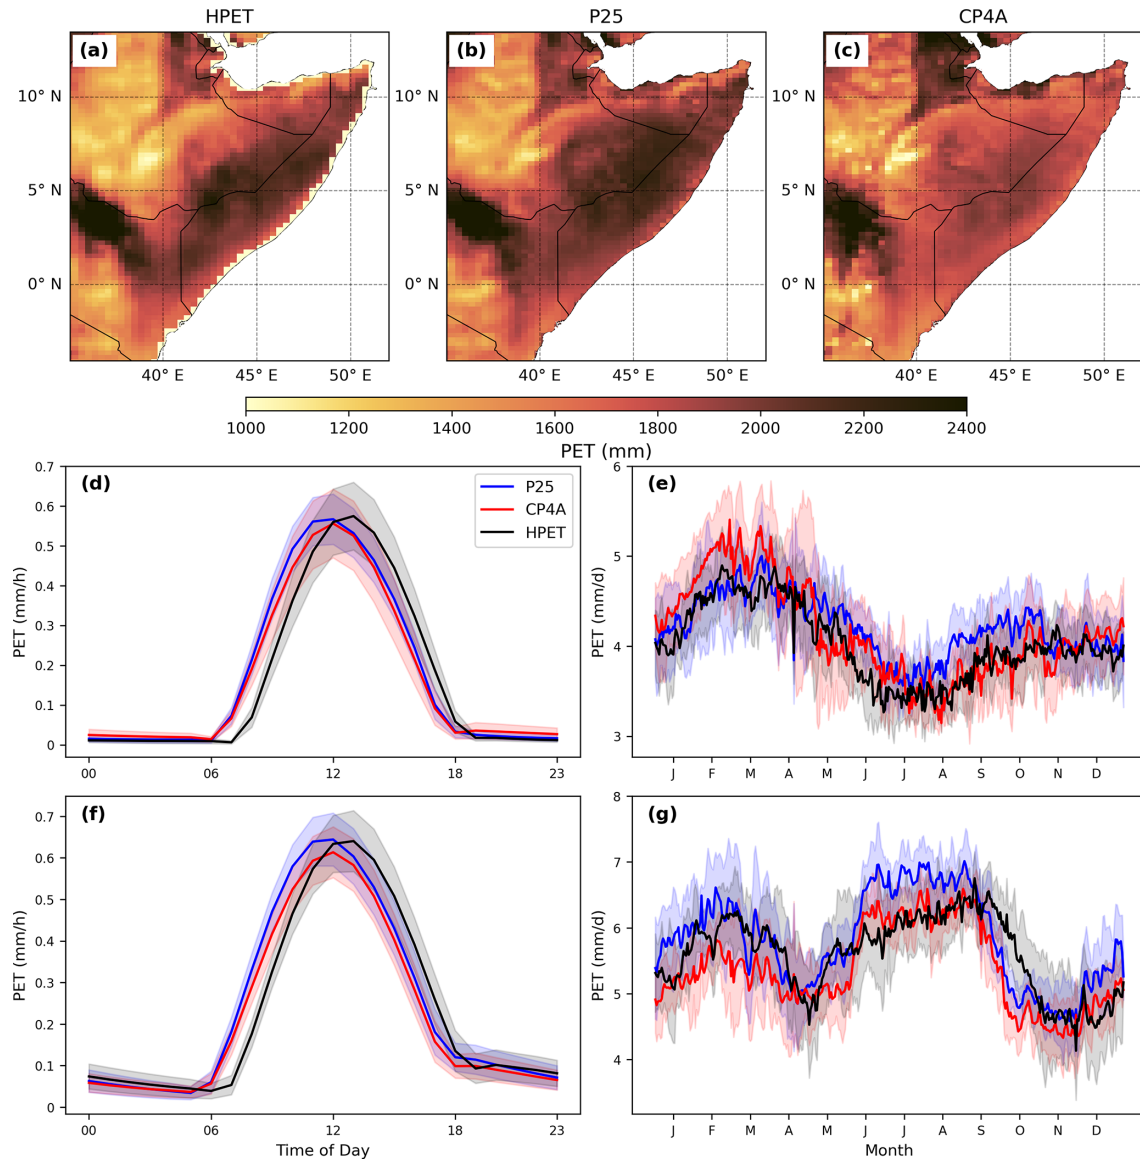 HPET P25 CP4A
(a) (b) (c)
10° N 10° N 10° N
5° N 5° N 5° N
0° N 0° N 0° N
40° E 45° E 50° E 40° E 45° E 50° E 40° E 45° E 50° E
1000 1200 1400 1600 1800 2000 2200 2400
PET (mm)
(d)
P25
CP4A
HPET
0.7
0.6
0.5
0.4
0.3
0.2
0.1
0
PET (mm/h)
00 06 12 18 23
(e)
6
5
4
3
PET (mm/d)
J F M A M J J A S O N D
(f)
0.7
0.6
0.5
0.4
0.3
0.2
0.1
0
PET (mm/h)
00 06 12 18 23
Time of Day
(g)
8
7
6
5
4
PET (mm/d)
J F M A M J J A S O N D
Month